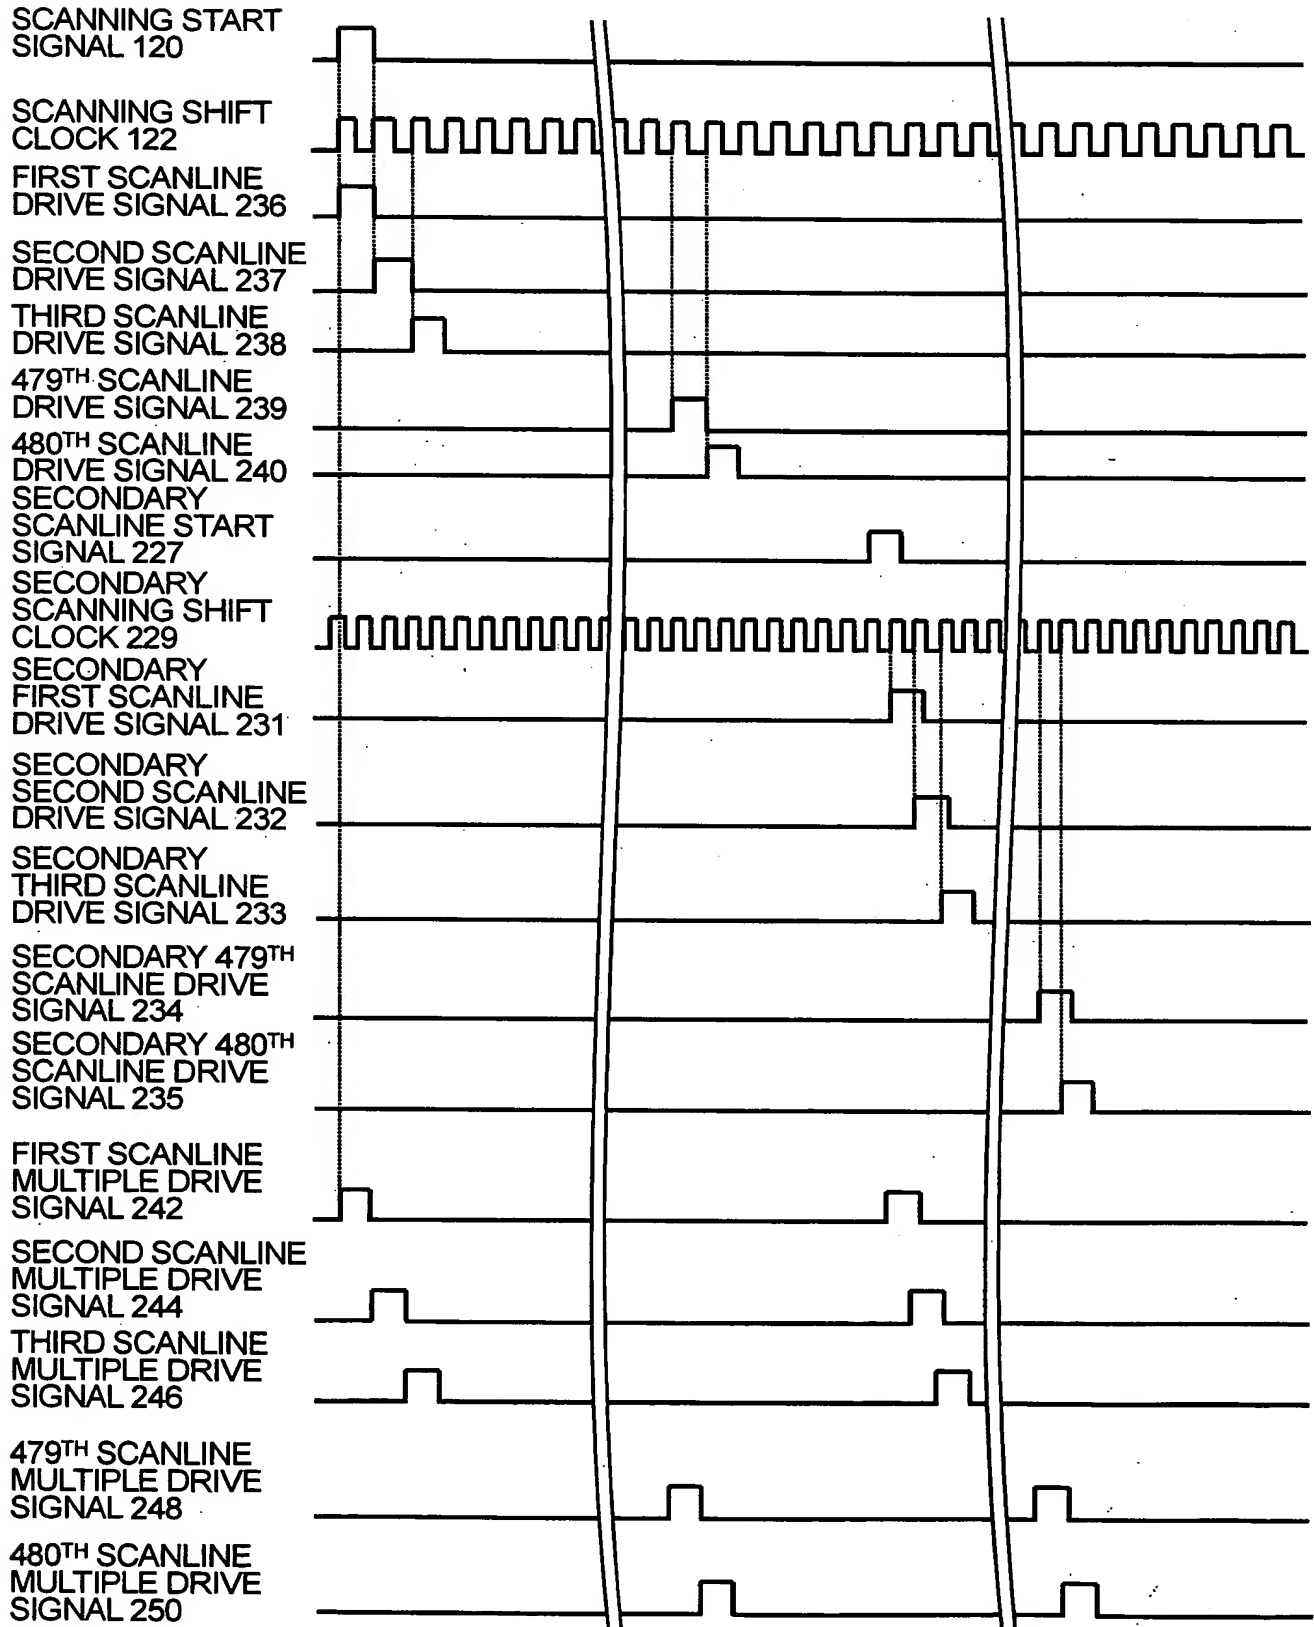 SCANNING START
SIGNAL 120
SCANNING SHIFT
CLOCK 122
FIRST SCANLINE
DRIVE SIGNAL 236
SECOND SCANLINE
DRIVE SIGNAL 237
THIRD SCANLINE
DRIVE SIGNAL 238
479TH SCANLINE
DRIVE SIGNAL 239
480TH SCANLINE
DRIVE SIGNAL 240
SECONDARY
SCANLINE START
SIGNAL 227
SECONDARY
SCANNING SHIFT
CLOCK 229
SECONDARY
FIRST SCANLINE
DRIVE SIGNAL 231
SECONDARY
SECOND SCANLINE
DRIVE SIGNAL 232
SECONDARY
THIRD SCANLINE
DRIVE SIGNAL 233
SECONDARY 479TH
SCANLINE DRIVE
SIGNAL 234
SECONDARY 480TH
SCANLINE DRIVE
SIGNAL 235
FIRST SCANLINE
MULTIPLE DRIVE
SIGNAL 242
SECOND SCANLINE
MULTIPLE DRIVE
SIGNAL 244
THIRD SCANLINE
MULTIPLE DRIVE
SIGNAL 246
479TH SCANLINE
MULTIPLE DRIVE
SIGNAL 248
480TH SCANLINE
MULTIPLE DRIVE
SIGNAL 250